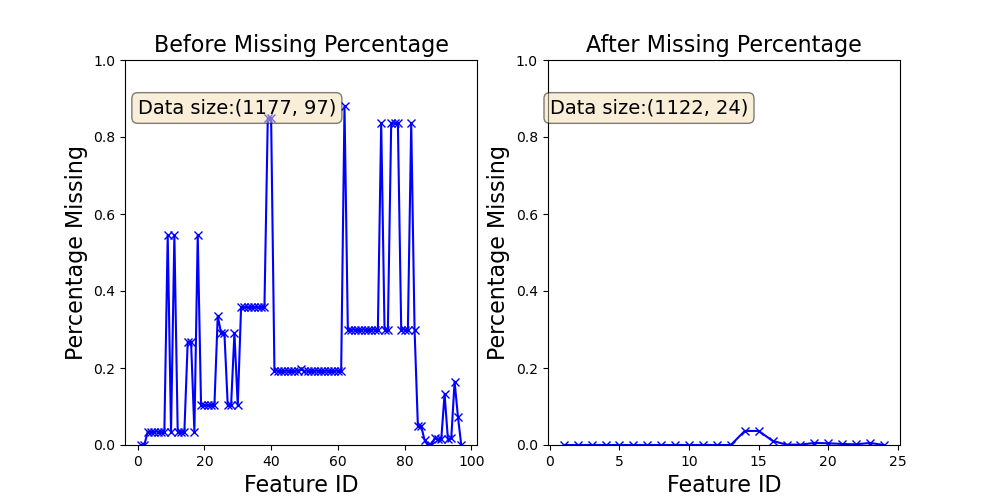 Before Missing Percentage
Data size:(1177, 97)
Percentage Missing
1.0
0.8
0.6
0.4
0.2
0.0
0 20 40 60 80 100
Feature ID
After Missing Percentage
Data size:(1122, 24)
Percentage Missing
1.0
0.8
0.6
0.4
0.2
0.0
0 5 10 15 20 25
Feature ID